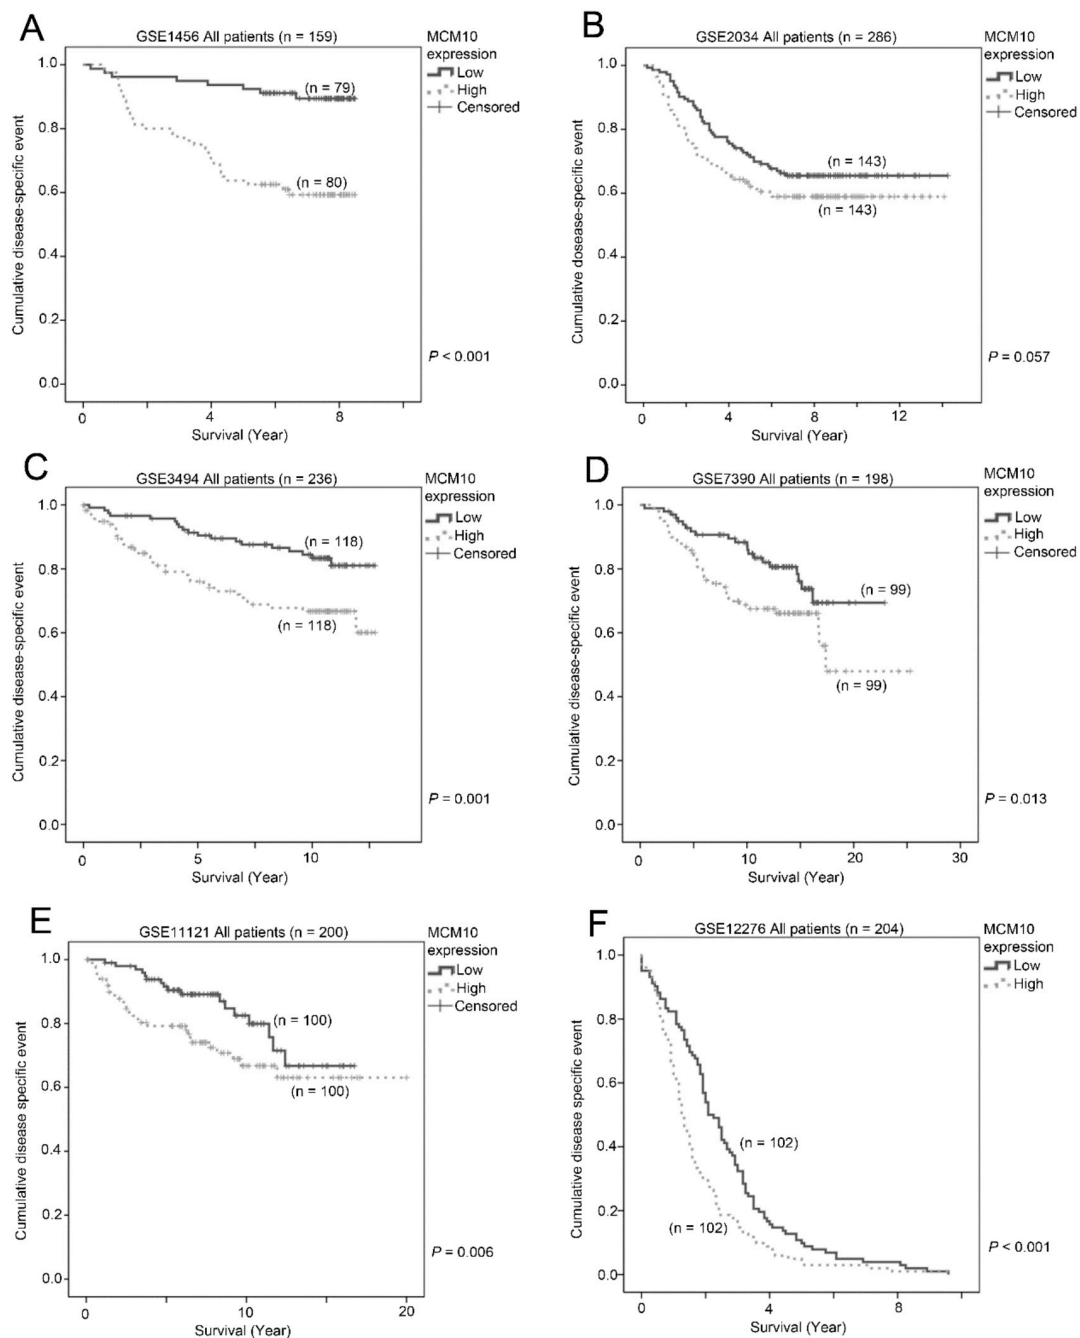 A
GSE1456 All patients (n = 159)
MCM10
expression
Low
High
Censored
1.0
0.8
0.6
0.4
0.2
0.0
Cumulative disease-specific event
(n = 79)
(n = 80)
P < 0.001
0 4 8
Survival (Year)
B
GSE2034 All patients (n = 286)
MCM10
expression
Low
High
Censored
1.0
0.8
0.6
0.4
0.2
0.0
Cumulative dosease-specific event
(n = 143)
(n = 143)
P = 0.057
0 4 8 12
Survival (Year)
C
GSE3494 All patients (n = 236)
MCM10
expression
Low
High
Censored
1.0
0.8
0.6
0.4
0.2
0.0
Cumulative disease-specific event
(n = 118)
(n = 118)
P = 0.001
0 5 10
Survival (Year)
D
GSE7390 All patients (n = 198)
MCM10
expression
Low
High
Censored
1.0
0.8
0.6
0.4
0.2
0.0
Cumulative disease-specific event
(n = 99)
(n = 99)
P = 0.013
0 10 20 30
Survival (Year)
E
GSE11121 All patients (n = 200)
MCM10
expression
Low
High
Censored
1.0
0.8
0.6
0.4
0.2
0.0
Cumulative disease specific event
(n = 100)
(n = 100)
P = 0.006
0 10 20
Survival (Year)
F
GSE12276 All patients (n = 204)
MCM10
expression
Low
High
1.0
0.8
0.6
0.4
0.2
0.0
Cumulative disease specific event
(n = 102)
(n = 102)
P < 0.001
0 4 8
Survival (Year)